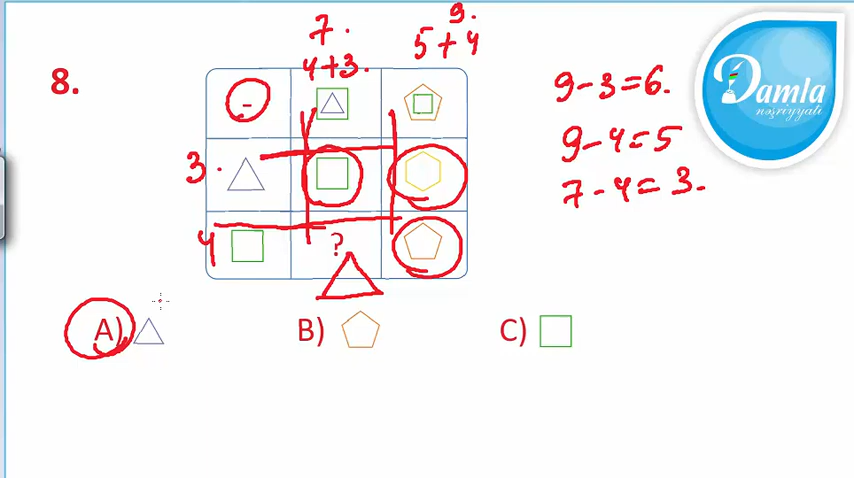 7.
9.
4+3.
5+4
8.
-
9-3=6.
Damla
nəşriyyatı
9-4=5
3.
7-4=3.
4
?
A)
B)
C)